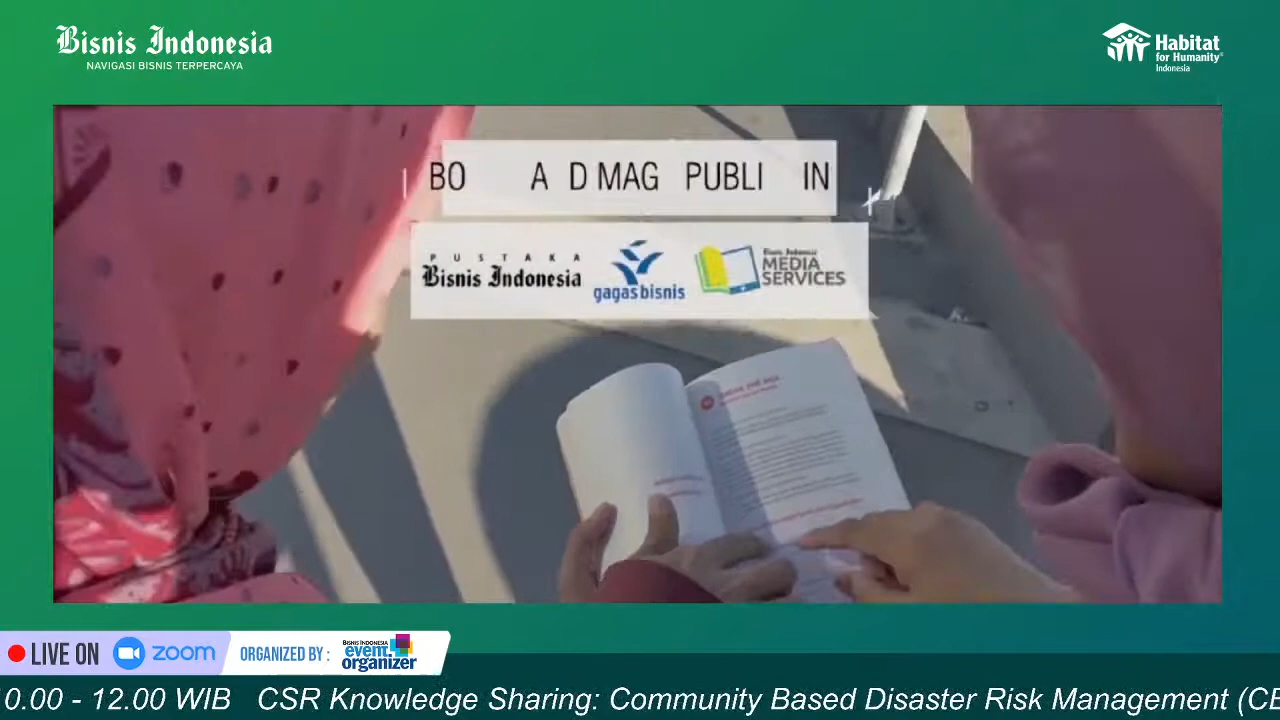 Bisnis Indonesia
NAVIGASI BISNIS TERPERCAYA
Habitat
for Humanity®
Indonesia
BO A D MAG PUBLI IN
PUSTAKA
Bisnis Indonesia
gagasbisnis
Bisnis Indonesia
MEDIA
SERVICES
LIVE ON zoom
ORGANIZED BY :
BISNIS INDONESIA
event
organizer
0.00 - 12.00 WIB CSR Knowledge Sharing: Community Based Disaster Risk Management (CB